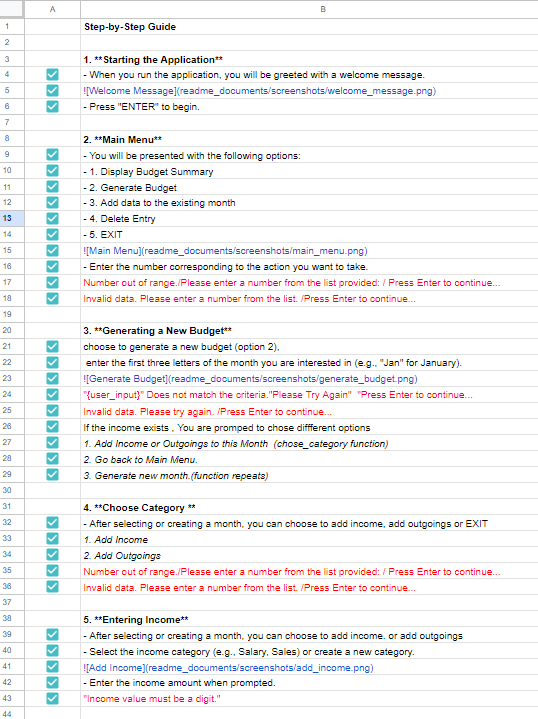 A B
1 Step-by-Step Guide
2
3 1. **Starting the Application**
4 - When you run the application, you will be greeted with a welcome message.
5 ![Welcome Message](readme_documents/screenshots/welcome_message.png)
6 - Press "ENTER" to begin.
7
8 2. **Main Menu**
9 - You will be presented with the following options:
10 - 1. Display Budget Summary
11 - 2. Generate Budget
12 - 3. Add data to the existing month
13 - 4. Delete Entry
14 - 5. EXIT
15 ![Main Menu](readme_documents/screenshots/main_menu.png)
16 - Enter the number corresponding to the action you want to take.
17 Number out of range./Please enter a number from the list provided: / Press Enter to continue...
18 Invalid data. Please enter a number from the list. /Press Enter to continue...
19
20 3. **Generating a New Budget**
21 choose to generate a new budget (option 2),
22 enter the first three letters of the month you are interested in (e.g., "Jan" for January).
23 ![Generate Budget](readme_documents/screenshots/generate_budget.png)
24 "{user_input}" Does not match the criteria."Please Try Again" "Press Enter to continue...
25 Invalid data. Please try again. /Press Enter to continue...
26 If the income exists , You are promped to chose diffferent options
27 1. Add Income or Outgoings to this Month (chose_category function)
28 2. Go back to Main Menu.
29 3. Generate new month.(function repeats)
30
31 4. **Choose Category **
32 - After selecting or creating a month, you can choose to add income, add outgoings or EXIT
33 1. Add Income
34 2. Add Outgoings
35 Number out of range./Please enter a number from the list provided: / Press Enter to continue...
36 Invalid data. Please enter a number from the list. /Press Enter to continue...
37
38 5. **Entering Income**
39 - After selecting or creating a month, you can choose to add income. or add outgoings
40 - Select the income category (e.g., Salary, Sales) or create a new category.
41 ![Add Income](readme_documents/screenshots/add_income.png)
42 - Enter the income amount when prompted.
43 "Income value must be a digit."
44